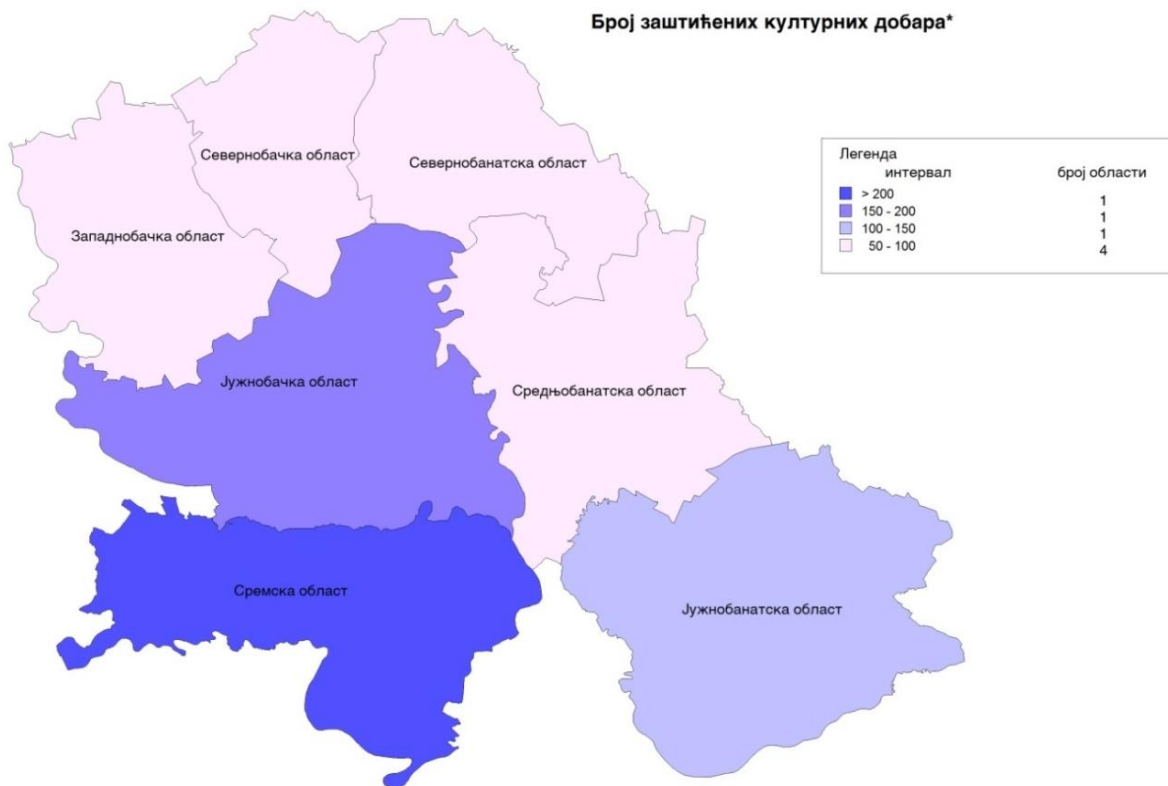 Број заштићених културних добара*
Севернобачка област
Севернобанатска област
Западнобачка област
Јужнобачка област
Средњобанатска област
Сремска област
Јужнобанатска област
Легенда
интервал број области
> 200 1
150 - 200 1
100 - 150 1
50 - 100 4